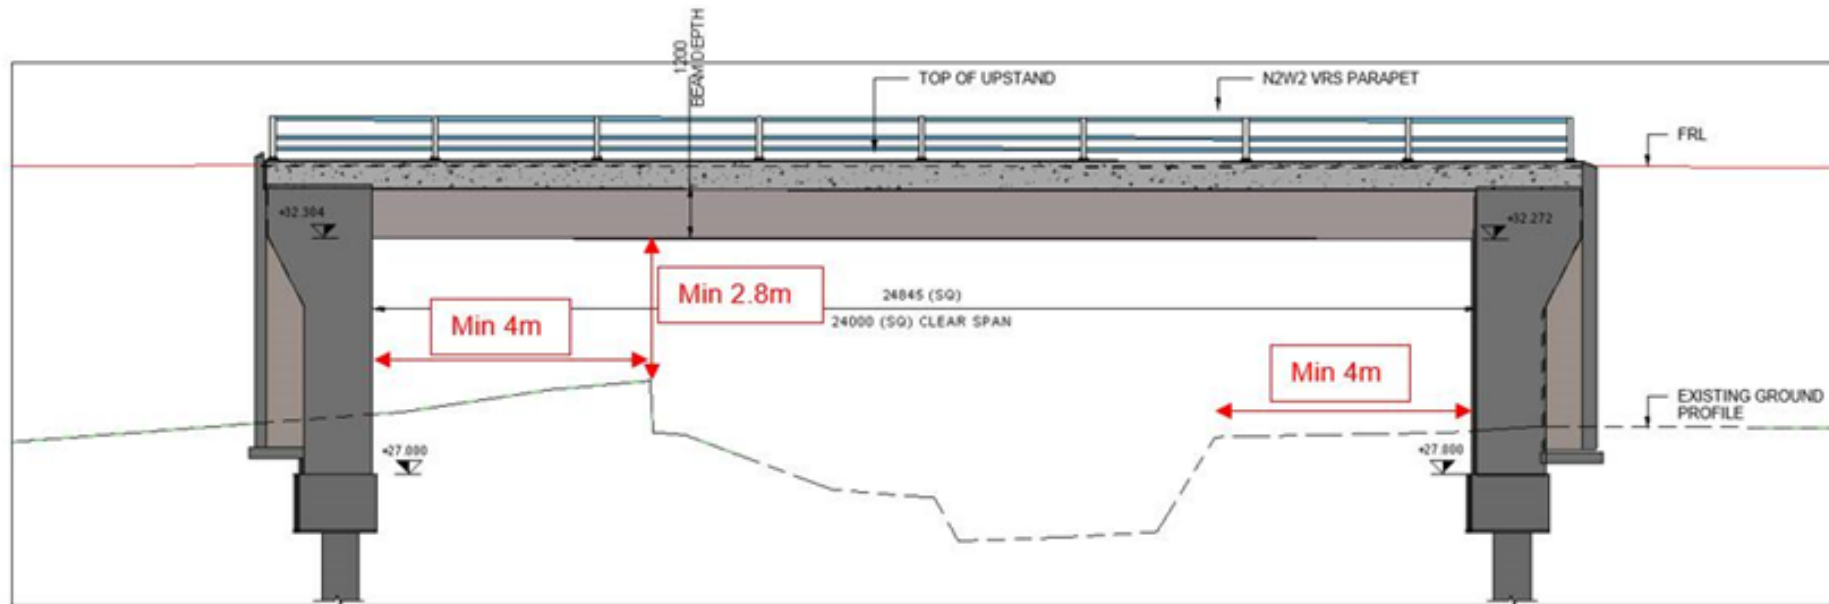 1200
BEAM DEPTH
TOP OF UPSTAND
N2W2 VRS PARAPET
FRL
+32.304
+32.272
Min 2.8m
24845 (SQ)
24000 (SQ) CLEAR SPAN
Min 4m
Min 4m
EXISTING GROUND
PROFILE
+27.000
+27.000